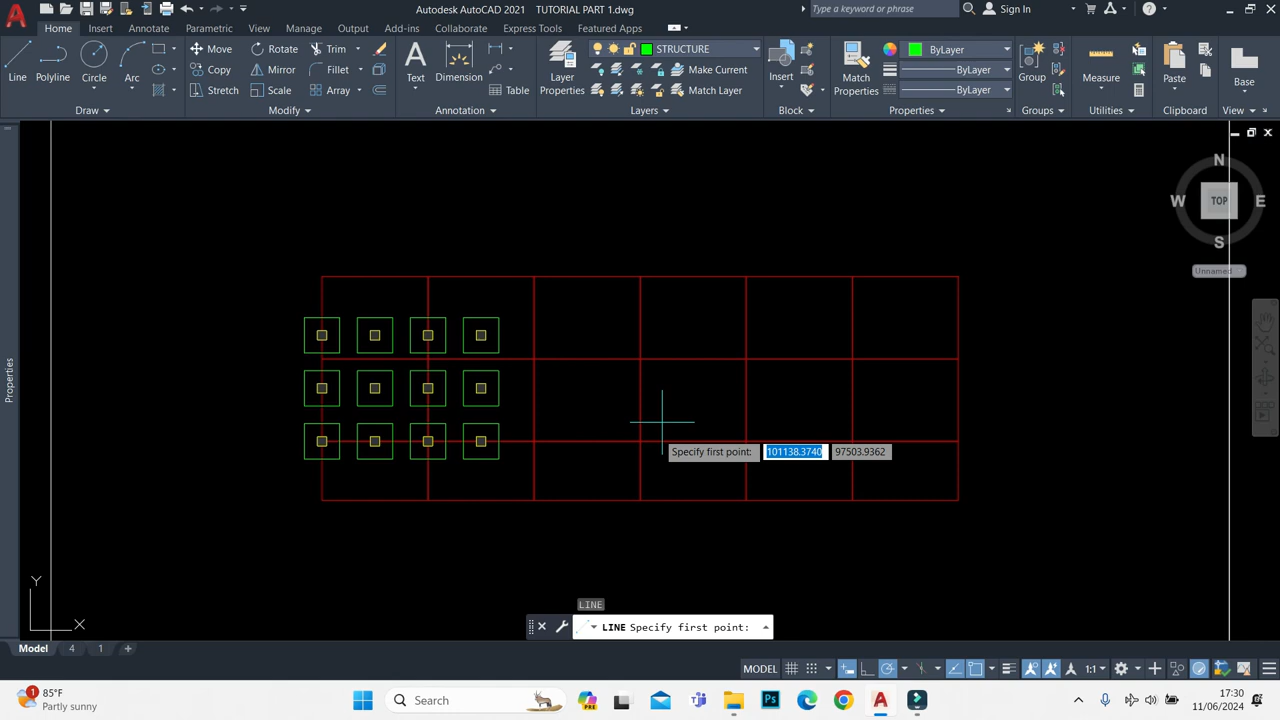 Autodesk AutoCAD 2021 TUTORIAL PART 1.dwg
Type a keyword or phrase
Sign In
Home Insert Annotate Parametric View Manage Output Add-ins Collaborate Express Tools Featured Apps
Line
Polyline
Circle
Arc
Draw
Move
Rotate
Trim
Copy
Mirror
Fillet
Stretch
Scale
Array
Modify
Text
Dimension
Table
Annotation
Layer
Properties
STRUCTURE
Make Current
Match Layer
Layers
Insert
Block
Match
Properties
ByLayer
ByLayer
ByLayer
Properties
Group
Groups
Measure
Utilities
Paste
Clipboard
Base
View
Properties
N
W
TOP
E
S
Unnamed
Specify first point: 101138.3740 97503.9362
Y
X
LINE
LINE Specify first point:
Model 4 1 +
MODEL
1:1
1
85°F
Partly sunny
Search
PRE
17:30
11/06/2024